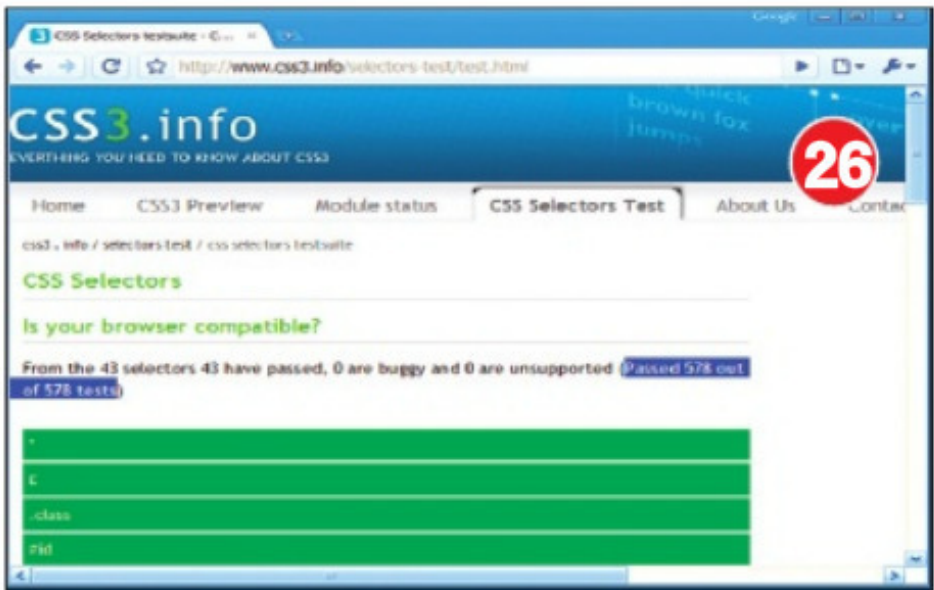 Google
CSS Selectors testsuite - C...
http://www.css3.info/selectors-test/test.html
quick
brown fox
jumps
CSS3.info
EVERTHING YOU NEED TO KNOW ABOUT CSS3
26
Home CSS3 Preview Module status CSS Selectors Test About Us Contac
css3 . info / selectors test / css selectors testsuite
CSS Selectors
Is your browser compatible?
From the 43 selectors 43 have passed, 0 are buggy and 0 are unsupported (Passed 578 out
of 578 tests)
*
E
.class
#id